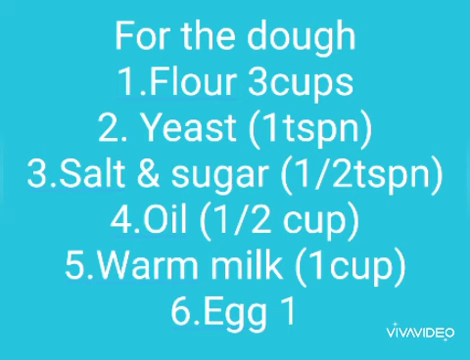 For the dough
1.Flour 3cups
2. Yeast (1tspn)
3.Salt & sugar (1/2tspn)
4.Oil (1/2 cup)
5.Warm milk (1cup)
6.Egg 1
VIVAVIDEO